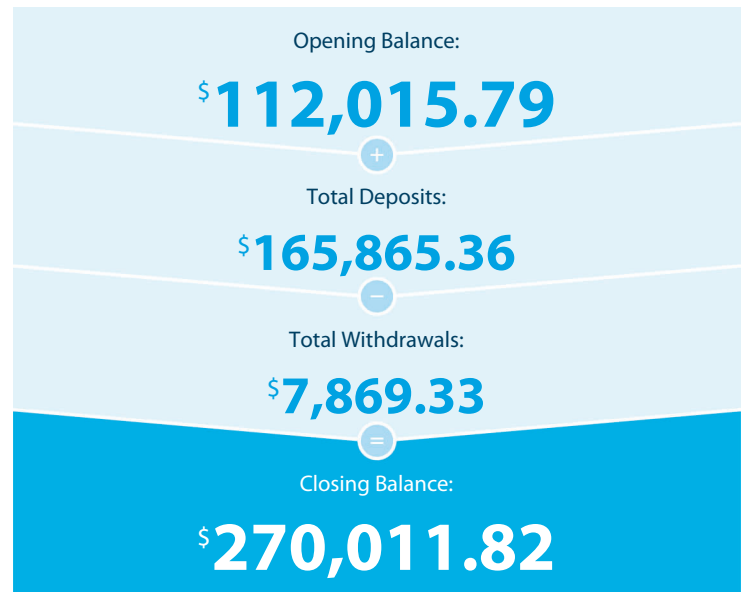 Opening Balance:
$112,015.79
+
Total Deposits:
$165,865.36
−
Total Withdrawals:
$7,869.33
=
Closing Balance:
$270,011.82